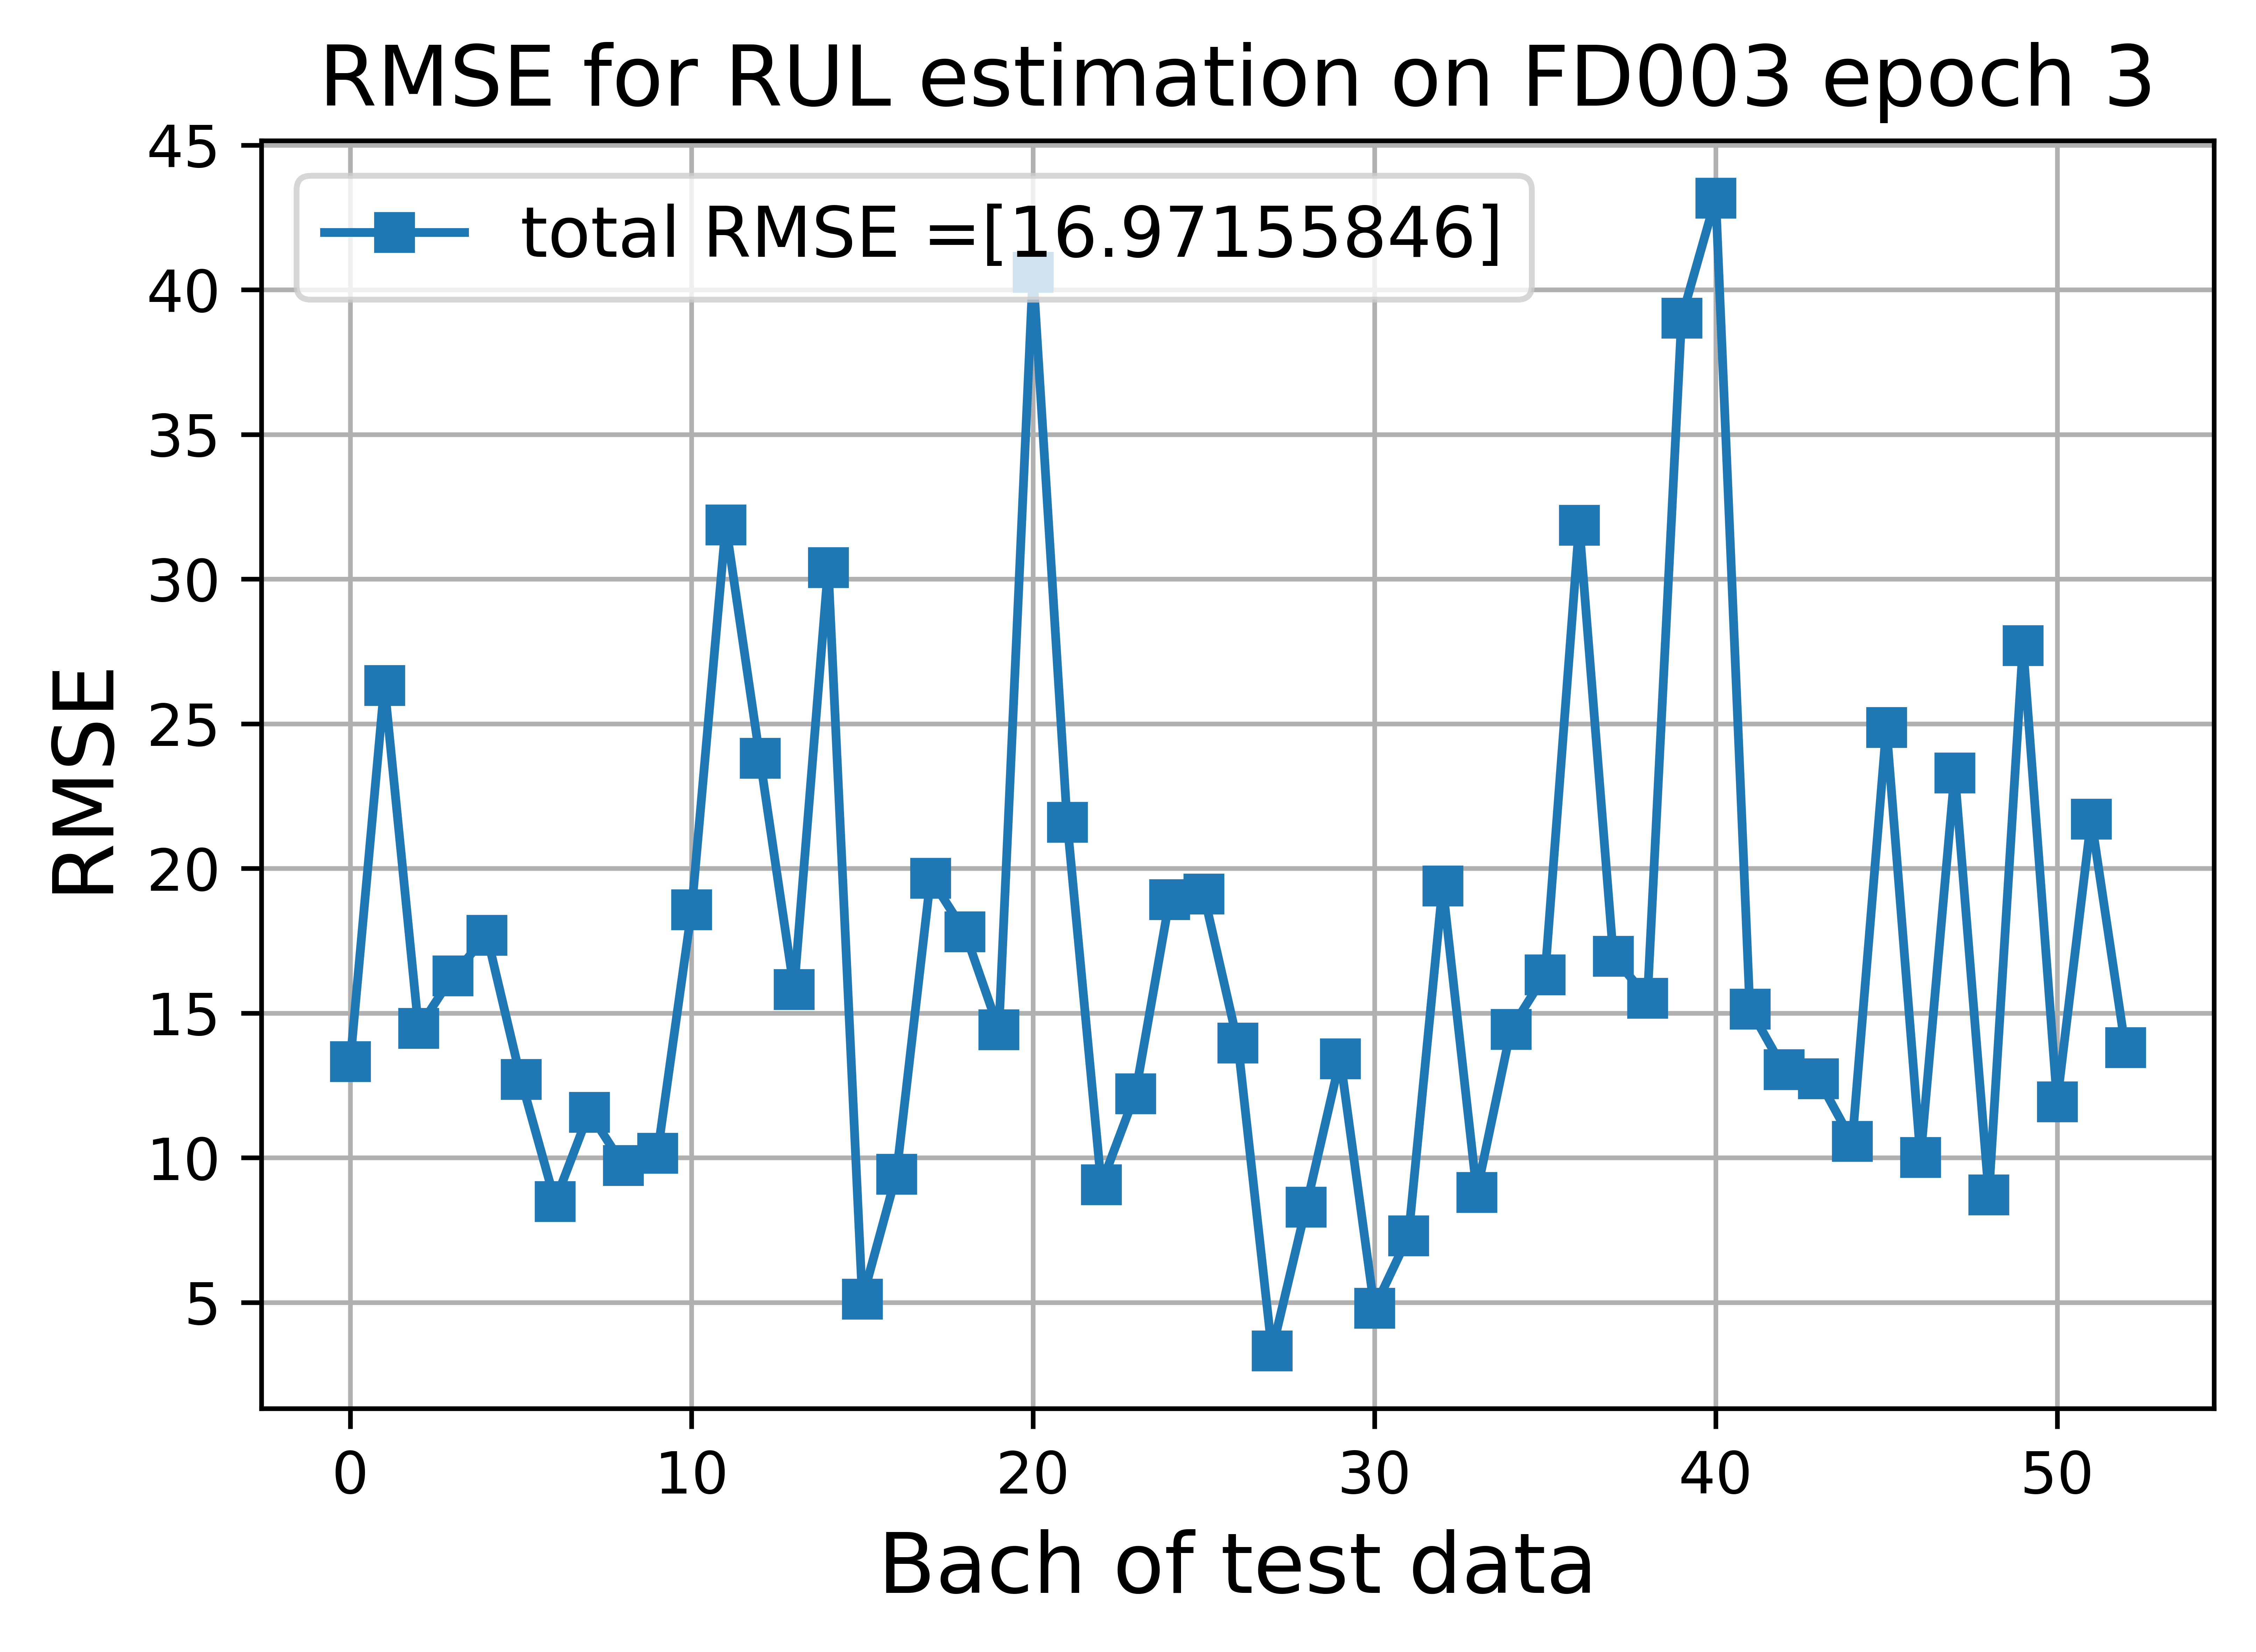 RMSE for RUL estimation on FD003 epoch 3
total RMSE =[16.97155846]
RMSE
45
40
35
30
25
20
15
10
5
0 10 20 30 40 50
Bach of test data